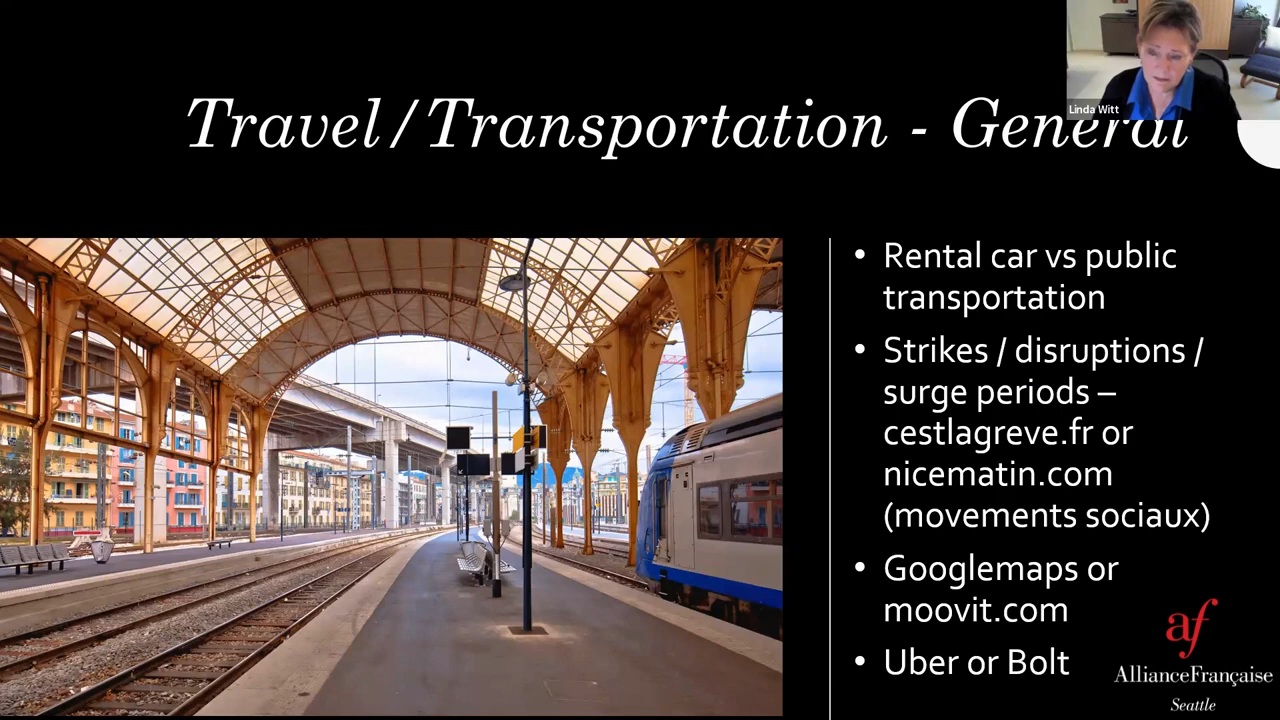 Linda Witt
Travel/Transportation - General
• Rental car vs public
transportation
• Strikes / disruptions /
surge periods –
cestlagreve.fr or
nicematin.com
(movements sociaux)
• Googlemaps or
moovit.com
• Uber or Bolt
af
AllianceFrançaise
Seattle